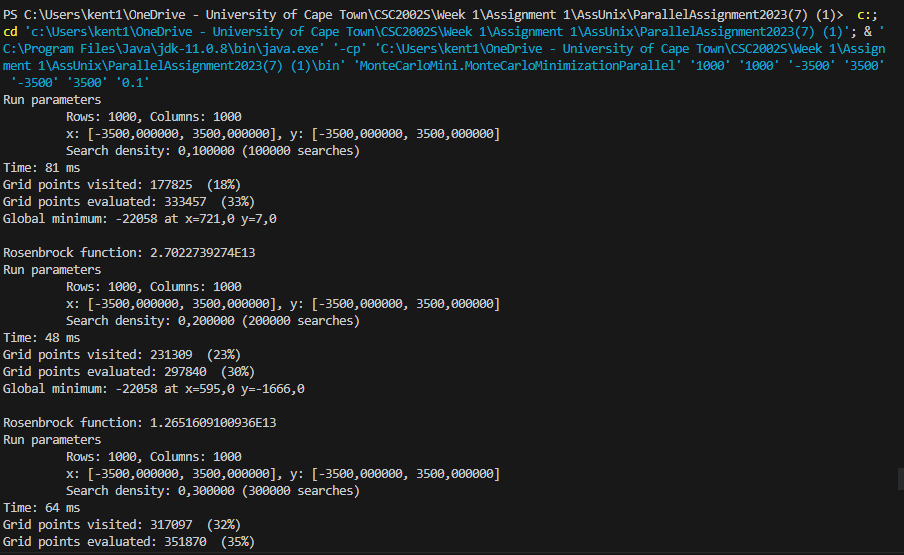 PS C:\Users\kent1\OneDrive - University of Cape Town\CSC2002S\Week 1\Assignment 1\AssUnix\ParallelAssignment2023(7) (1)>  c:;
cd 'c:\Users\kent1\OneDrive - University of Cape Town\CSC2002S\Week 1\Assignment 1\AssUnix\ParallelAssignment2023(7) (1)'; & '
C:\Program Files\Java\jdk-11.0.8\bin\java.exe' '-cp' 'C:\Users\kent1\OneDrive - University of Cape Town\CSC2002S\Week 1\Assign
ment 1\AssUnix\ParallelAssignment2023(7) (1)\bin' 'MonteCarloMini.MonteCarloMinimizationParallel' '1000' '1000' '-3500' '3500'
 '-3500' '3500' '0.1'
Run parameters
         Rows: 1000, Columns: 1000
         x: [-3500,000000, 3500,000000], y: [-3500,000000, 3500,000000]
         Search density: 0,100000 (100000 searches)
Time: 81 ms
Grid points visited: 177825  (18%)
Grid points evaluated: 333457  (33%)
Global minimum: -22058 at x=721,0 y=7,0

Rosenbrock function: 2.7022739274E13
Run parameters
         Rows: 1000, Columns: 1000
         x: [-3500,000000, 3500,000000], y: [-3500,000000, 3500,000000]
         Search density: 0,200000 (200000 searches)
Time: 48 ms
Grid points visited: 231309  (23%)
Grid points evaluated: 297840  (30%)
Global minimum: -22058 at x=595,0 y=-1666,0

Rosenbrock function: 1.2651609100936E13
Run parameters
         Rows: 1000, Columns: 1000
         x: [-3500,000000, 3500,000000], y: [-3500,000000, 3500,000000]
         Search density: 0,300000 (300000 searches)
Time: 64 ms
Grid points visited: 317097  (32%)
Grid points evaluated: 351870  (35%)